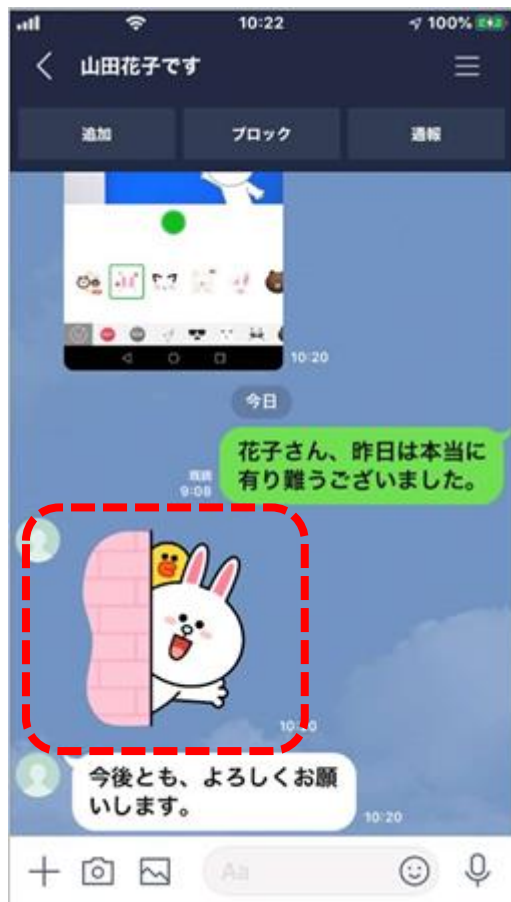 10:22
100%
山田花子です
追加 ブロック 通報
10:20
今日
花子さん、昨日は本当に
有り難うございました。
既読
9:08
今後とも、よろしくお願
いします。
10:20
Aa